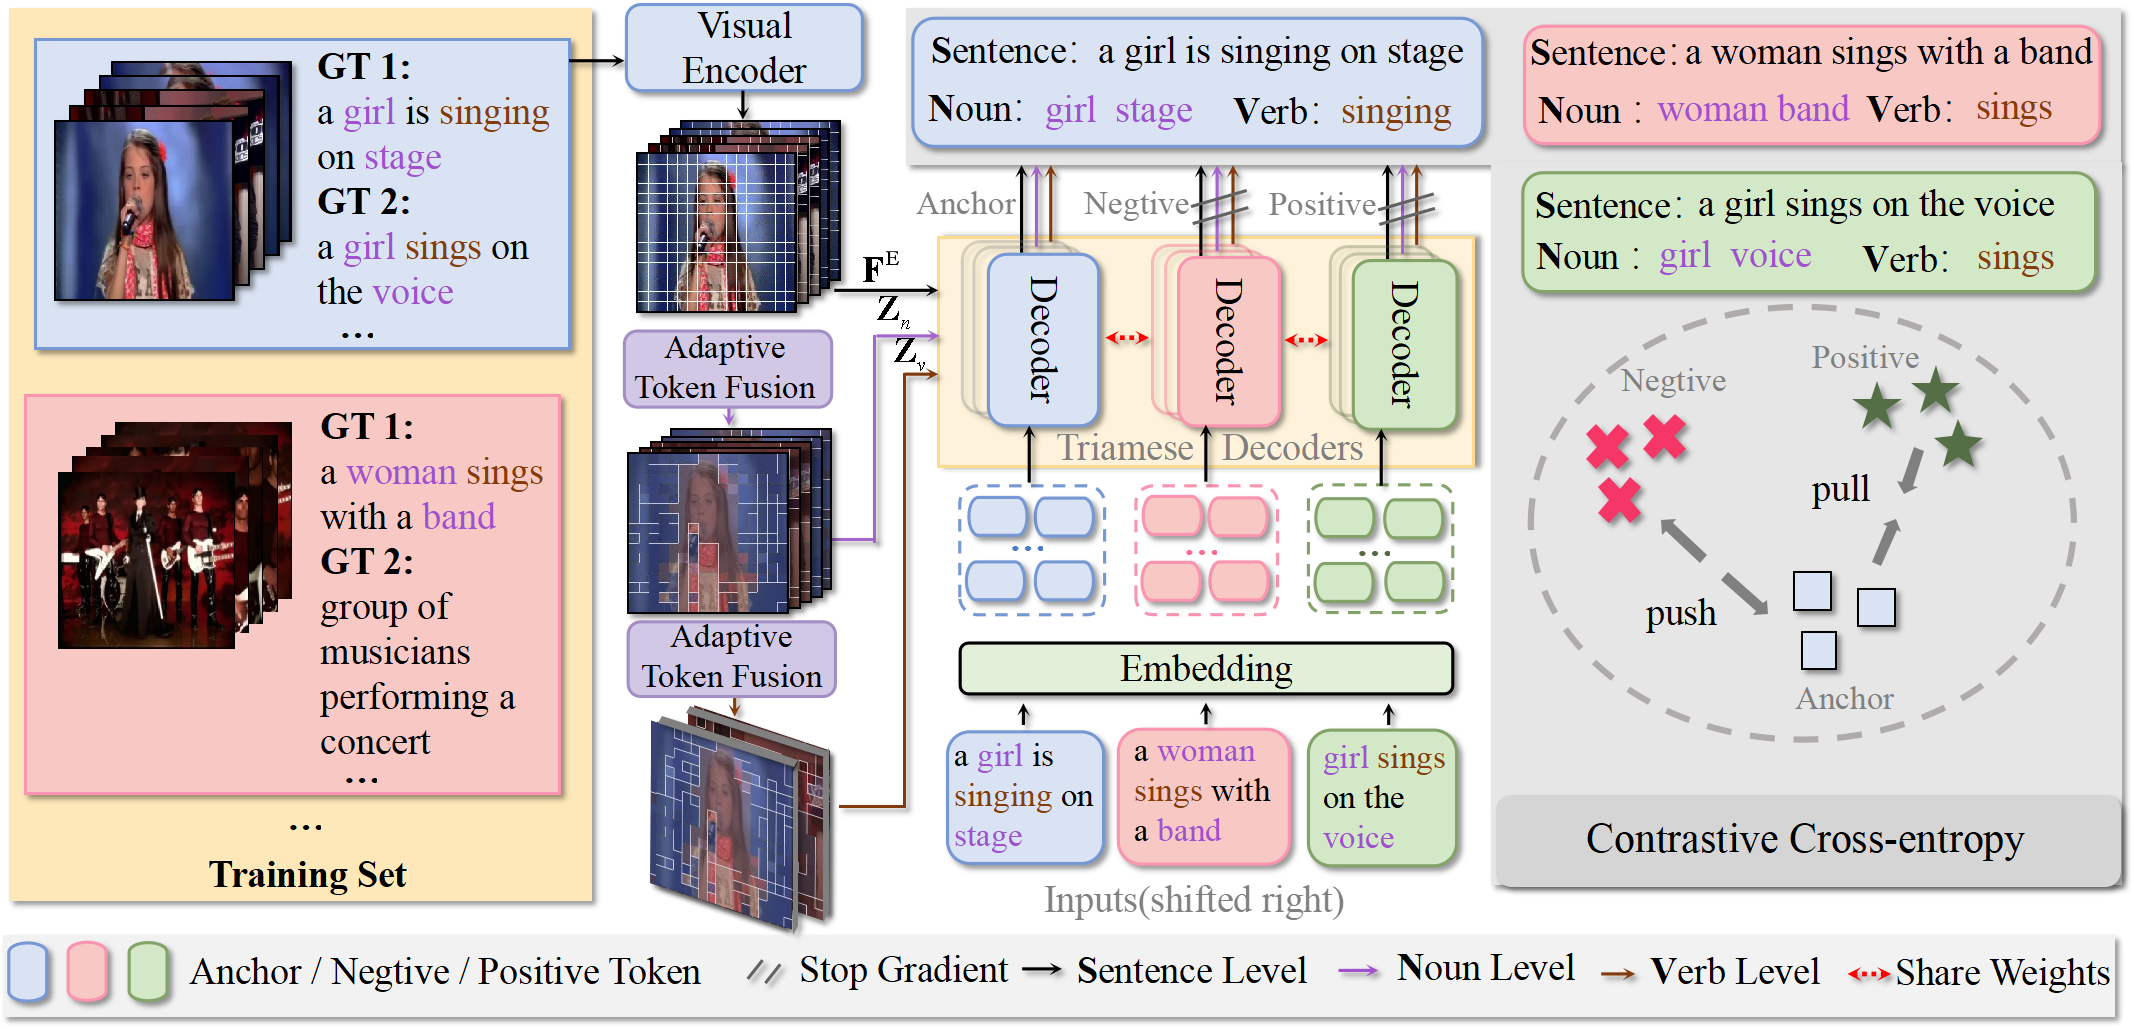 GT 1:
a girl is singing
on stage
GT 2:
a girl sings on
the voice
...
GT 1:
a woman sings
with a band
GT 2:
group of
musicians
performing a
concert
...
...
Training Set
Visual
Encoder
Adaptive
Token Fusion
Adaptive
Token Fusion
F^E
Z_n
Z_v
Sentence: a girl is singing on stage
Noun: girl stage Verb: singing
Anchor Negtive Positive
Decoder
Decoder
Decoder
Triamese Decoders
...
...
...
Embedding
a girl is
singing on
stage
a woman
sings with
a band
girl sings
on the
voice
Inputs(shifted right)
Sentence: a woman sings with a band
Noun : woman band Verb: sings
Sentence: a girl sings on the voice
Noun : girl voice Verb: sings
Positive
Negtive
pull
push
Anchor
Contrastive Cross-entropy
Anchor / Negtive / Positive Token Stop Gradient Sentence Level Noun Level Verb Level Share Weights